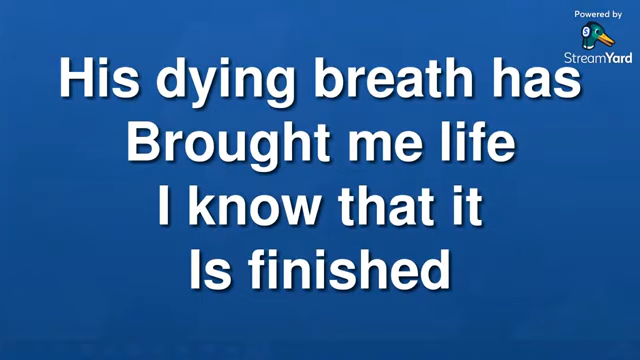 Powered by
StreamYard
His dying breath has
Brought me life
I know that it
Is finished